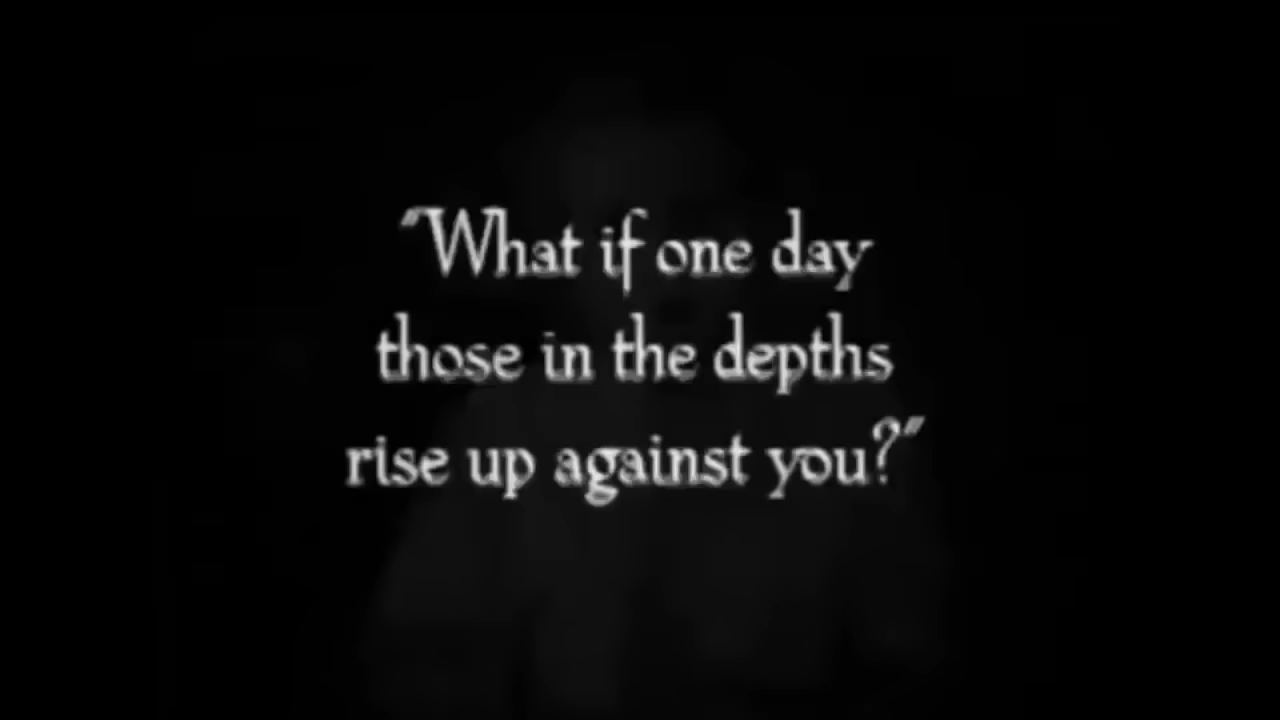 "What if one day
those in the depths
rise up against you?"